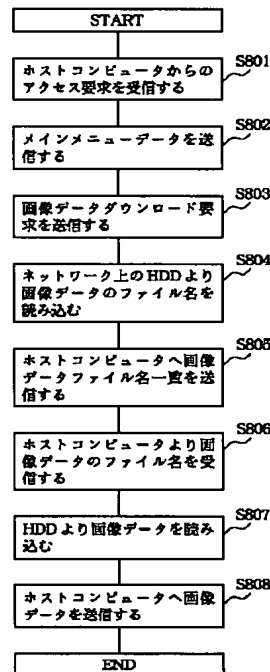 START
S801
ホストコンピュータからの
アクセス要求を受信する
S802
メインメニューデータを送
信する
S803
画像データダウンロード要
求を送信する
S804
ネットワーク上のHDDより
画像データのファイル名を
読み込む
S805
ホストコンピュータへ画像
データファイル名一覧を送
信する
S806
ホストコンピュータより画
像データのファイル名を受
信する
S807
HDDより画像データを読み
込む
S808
ホストコンピュータへ画像
データを送信する
END